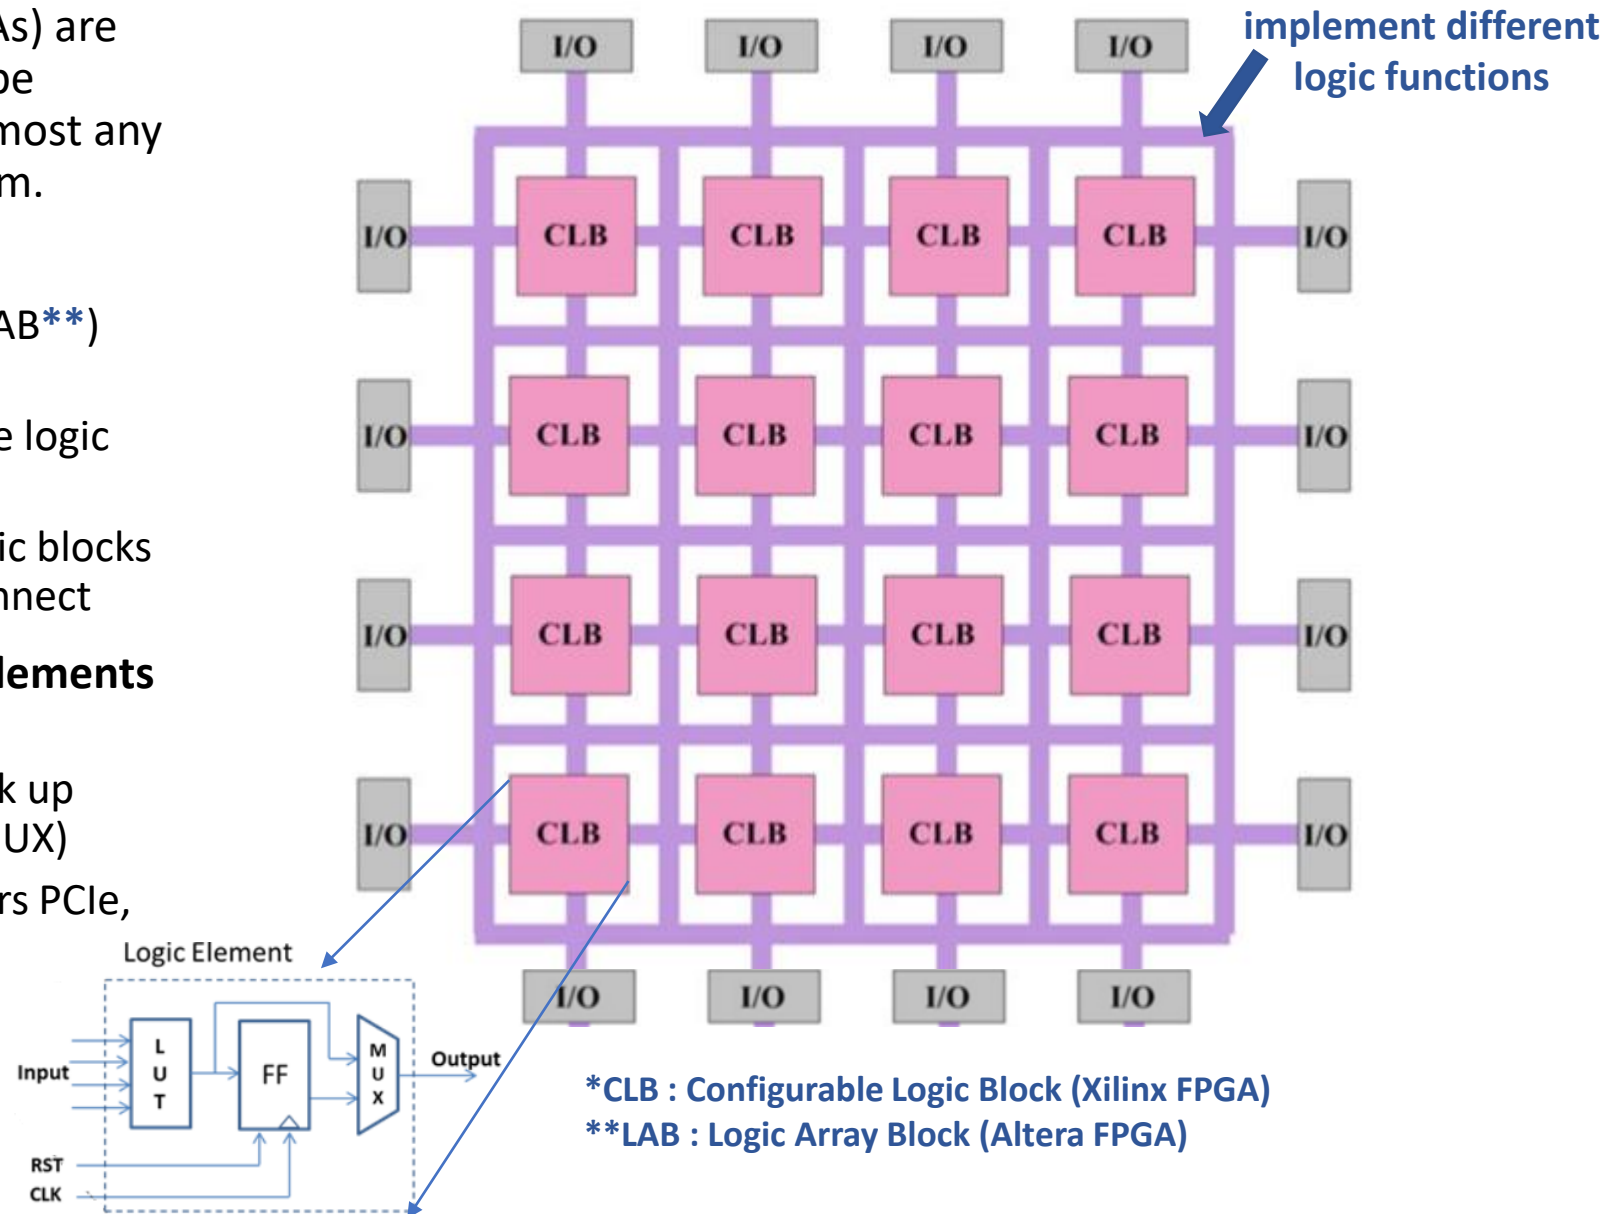 As) are
be
most any
m.
AB**)
e logic
ic blocks
nnect
lements
k up
UX)
rs PCIe,
implement different
logic functions
I/O I/O I/O I/O
I/O CLB CLB CLB CLB I/O
I/O CLB CLB CLB CLB I/O
I/O CLB CLB CLB CLB I/O
I/O CLB CLB CLB CLB I/O
I/O I/O I/O I/O
Logic Element
Input
LUT
FF
MUX
Output
RST
CLK
*CLB : Configurable Logic Block (Xilinx FPGA)
**LAB : Logic Array Block (Altera FPGA)